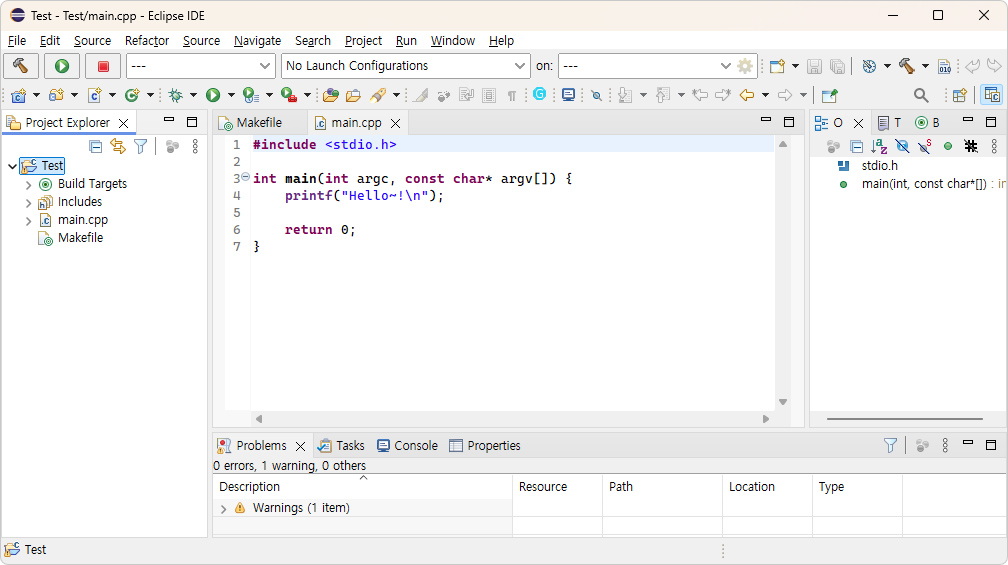 Test - Test/main.cpp - Eclipse IDE
File Edit Source Refactor Source Navigate Search Project Run Window Help
--- No Launch Configurations on: ---
010
Project Explorer
Test
Build Targets
Includes
main.cpp
Makefile
Makefile main.cpp
1 #include <stdio.h>
2
3 int main(int argc, const char* argv[]) {
4 printf("Hello~!\n");
5
6 return 0;
7 }
O T B
stdio.h
main(int, const char*[]) : in
Problems Tasks Console Properties
0 errors, 1 warning, 0 others
Description Resource Path Location Type
Warnings (1 item)
Test